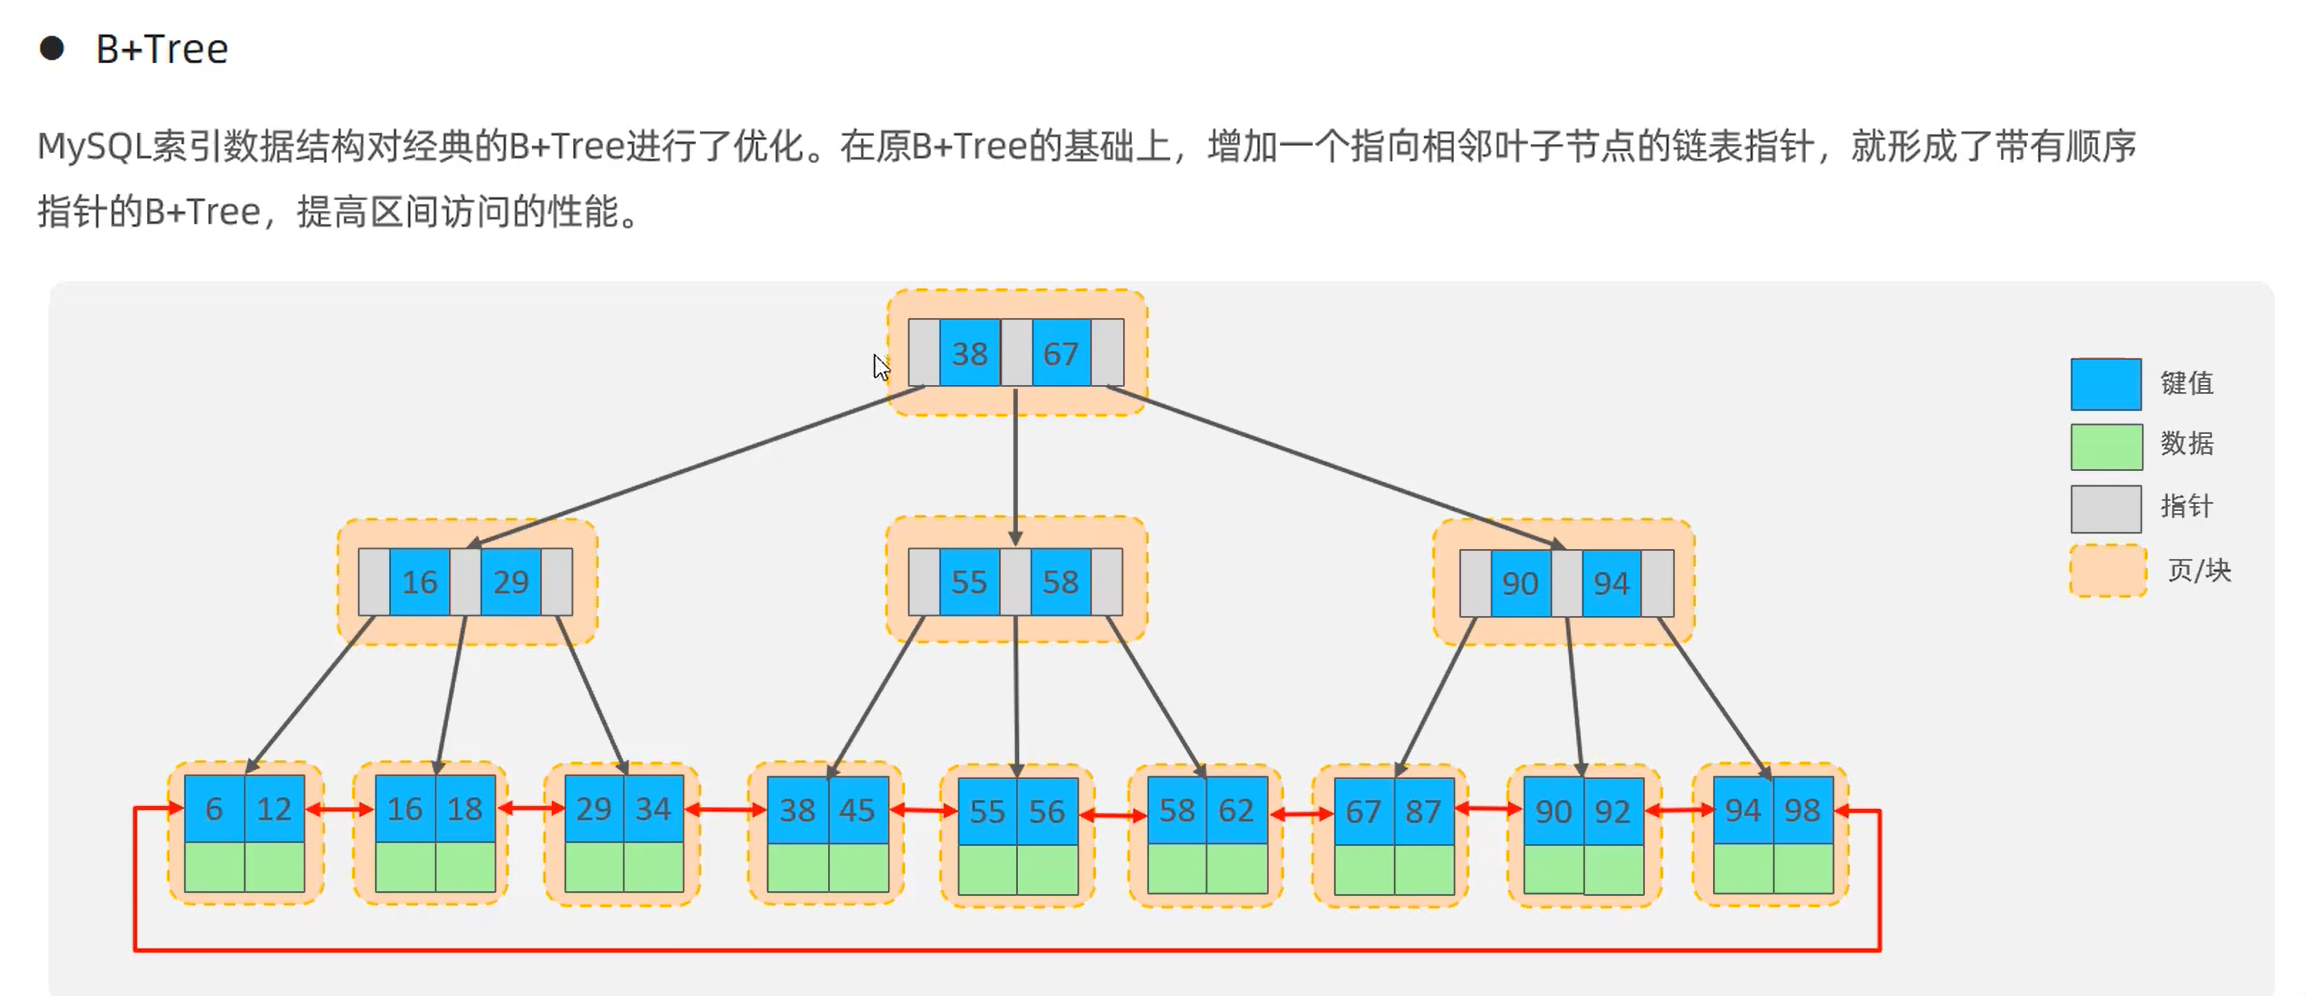 ● B+Tree
MySQL索引数据结构对经典的B+Tree进行了优化。在原B+Tree的基础上，增加一个指向相邻叶子节点的链表指针，就形成了带有顺序
指针的B+Tree，提高区间访问的性能。
38 67
键值
数据
指针
页/块
16 29 55 58 90 94
6 12 16 18 29 34 38 45 55 56 58 62 67 87 90 92 94 98